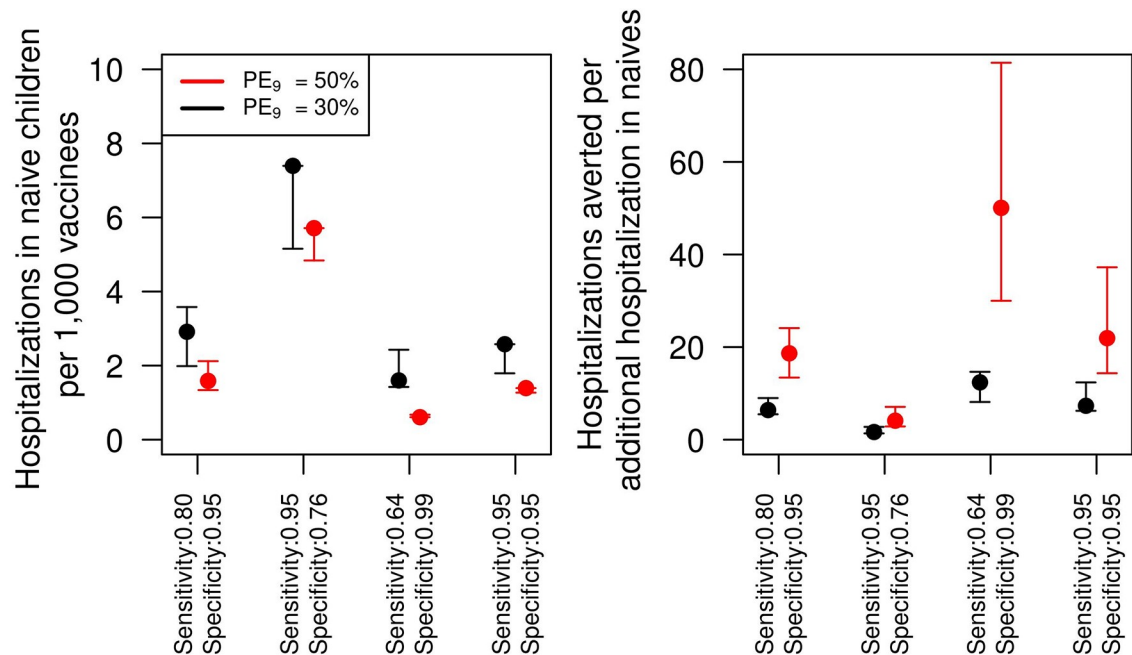 Hospitalizations in naive children
per 1,000 vaccinees
10
8
6
4
2
0
PE9 = 50%
PE9 = 30%
Sensitivity:0.80
Specificity:0.95
Sensitivity:0.95
Specificity:0.76
Sensitivity:0.64
Specificity:0.99
Sensitivity:0.95
Specificity:0.95
Hospitalizations averted per
additional hospitalization in naives
80
60
40
20
0
Sensitivity:0.80
Specificity:0.95
Sensitivity:0.95
Specificity:0.76
Sensitivity:0.64
Specificity:0.99
Sensitivity:0.95
Specificity:0.95